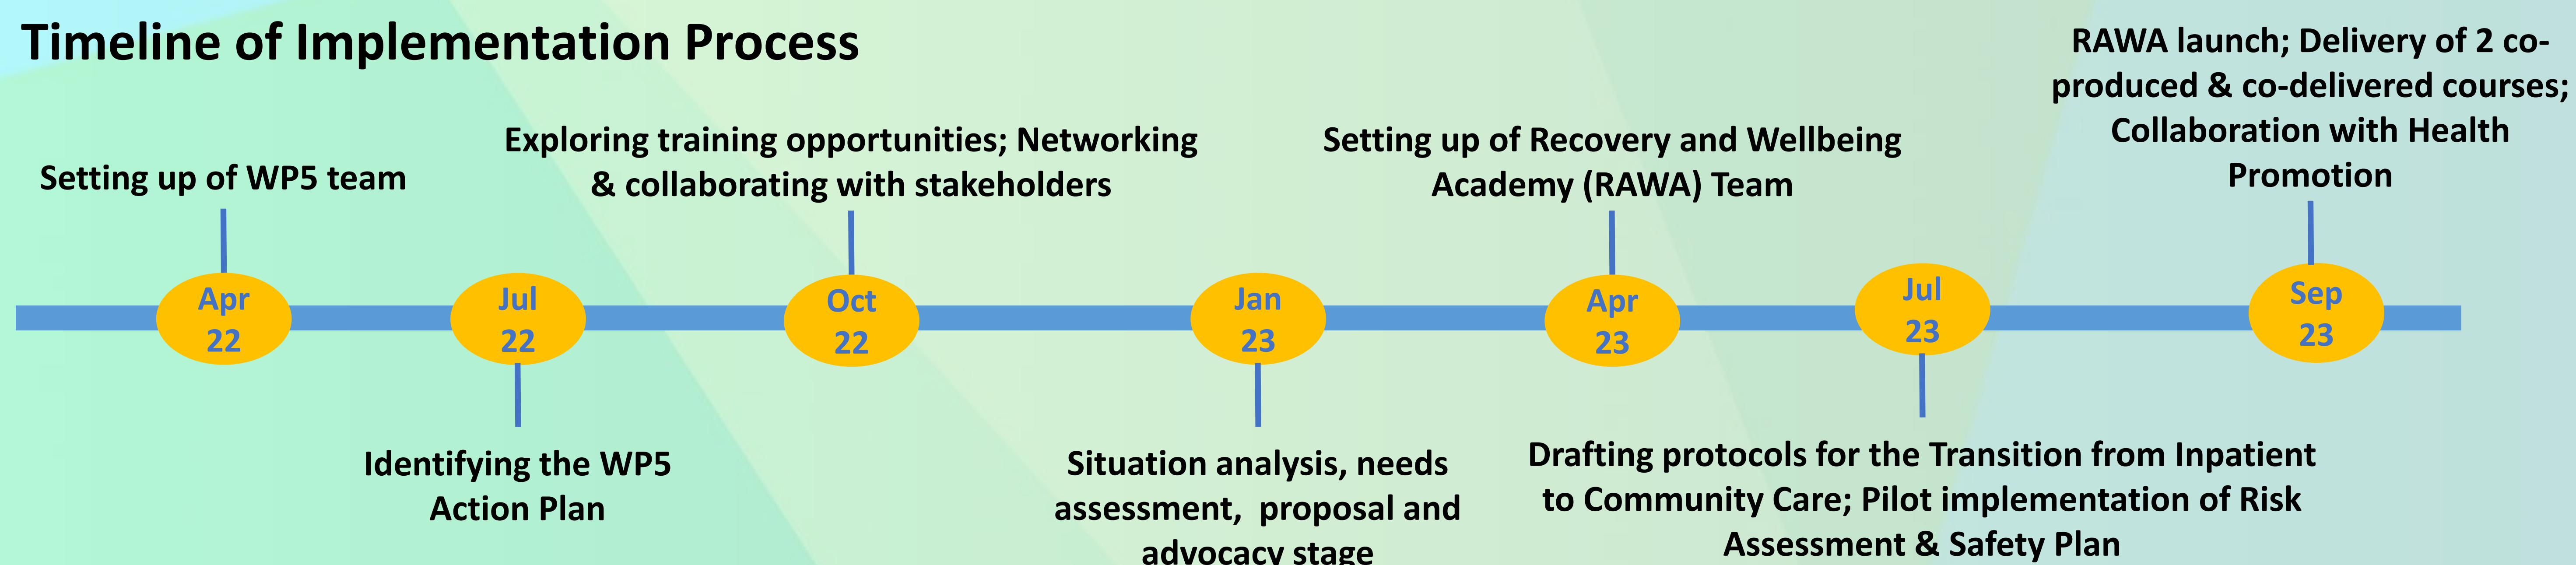 Timeline of Implementation Process
Setting up of WP5 team
Apr
22
Jul
22
Identifying the WP5
Action Plan
Exploring training opportunities; Networking
& collaborating with stakeholders
Oct
22
Jan
23
Situation analysis, needs
assessment,  proposal and
advocacy stage
Setting up of Recovery and Wellbeing
Academy (RAWA) Team
Apr
23
Jul
23
Drafting protocols for the Transition from Inpatient
to Community Care; Pilot implementation of Risk
Assessment & Safety Plan
RAWA launch; Delivery of 2 co-
produced & co-delivered courses;
Collaboration with Health
Promotion
Sep
23